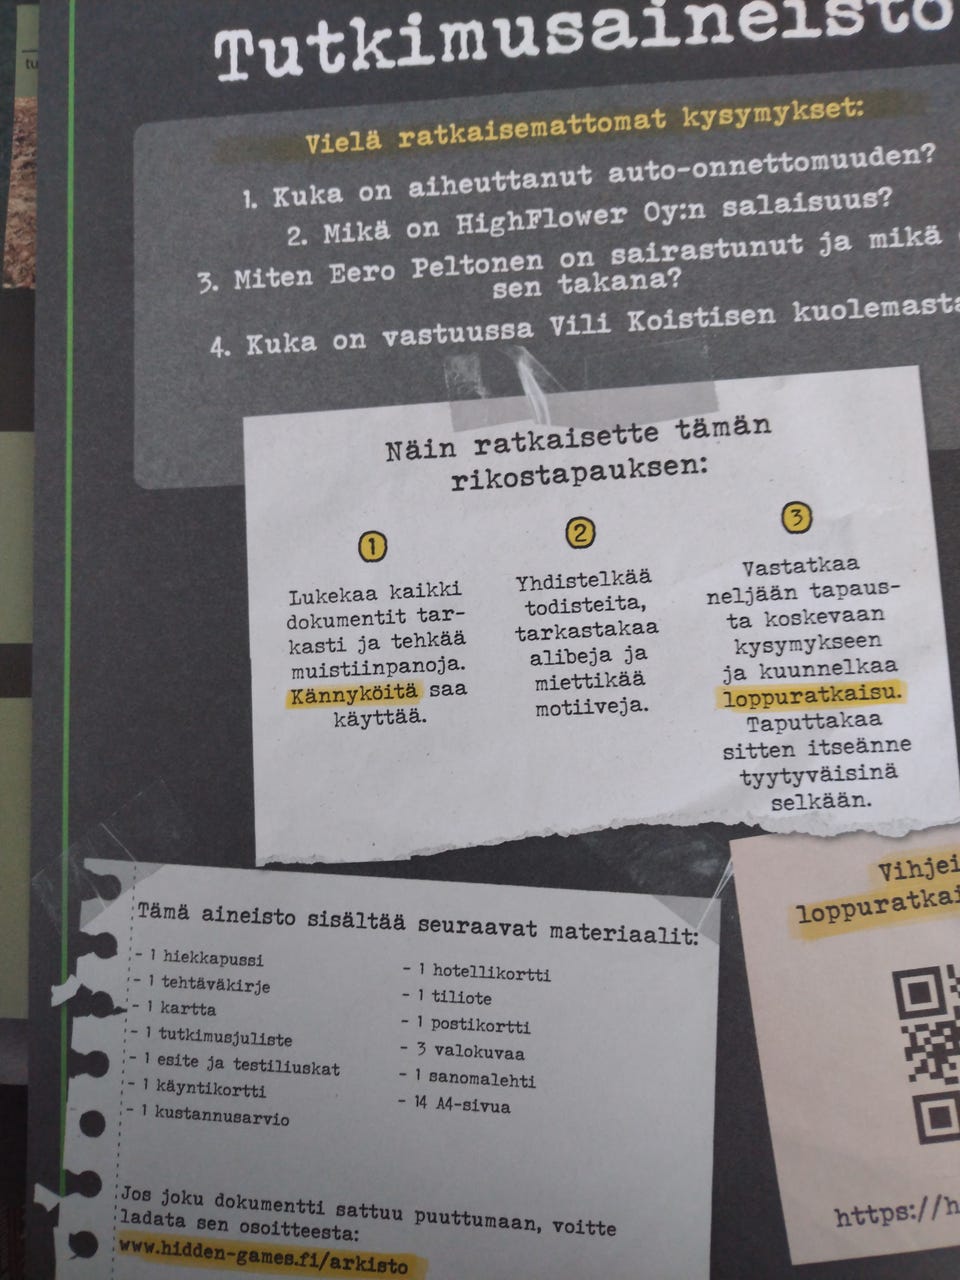 Tutkimusaineisto
Vielä ratkaisemattomat kysymykset:
1. Kuka on aiheuttanut auto-onnettomuuden?
2. Mikä on HighFlower Oy:n salaisuus?
3. Miten Eero Peltonen on sairastunut ja mikä
sen takana?
4. Kuka on vastuussa Vili Koistisen kuolemasta
Näin ratkaisette tämän
rikostapauksen:
1
Lukekaa kaikki
dokumentit tar-
kasti ja tehkää
muistiinpanoja.
Kännyköitä saa
käyttää.
2
Yhdistelkää
todisteita,
tarkastakaa
alibeja ja
miettikää
motiiveja.
3
Vastatkaa
neljään tapaus-
ta koskevaan
kysymykseen
ja kuunnelkaa
loppuratkaisu.
Taputtakaa
sitten itseänne
tyytyväisinä
selkään.
Tämä aineisto sisältää seuraavat materiaalit:
- 1 hiekkapussi
- 1 tehtäväkirje
- 1 kartta
- 1 tutkimusjuliste
- 1 esite ja testiliuskat
- 1 käyntikortti
- 1 kustannusarvio
- 1 hotellikortti
- 1 tiliote
- 1 postikortti
- 3 valokuvaa
- 1 sanomalehti
- 14 A4-sivua
Jos joku dokumentti sattuu puuttumaan, voitte
ladata sen osoitteesta:
www.hidden-games.fi/arkisto
Vihjei
loppuratkai
https://h